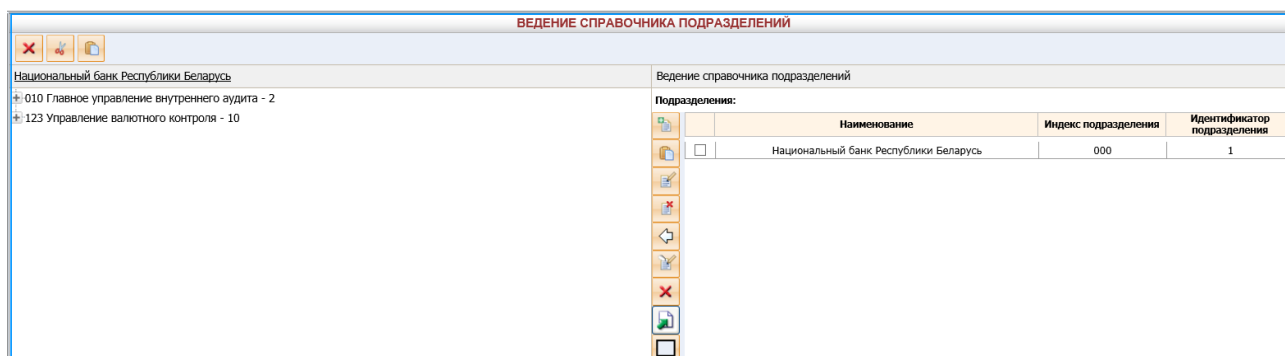 ВЕДЕНИЕ СПРАВОЧНИКА ПОДРАЗДЕЛЕНИЙ
Национальный банк Республики Беларусь
010 Главное управление внутреннего аудита - 2
123 Управление валютного контроля - 10
Ведение справочника подразделений
Подразделения:
Наименование Индекс подразделения Идентификатор
подразделения
Национальный банк Республики Беларусь 000 1